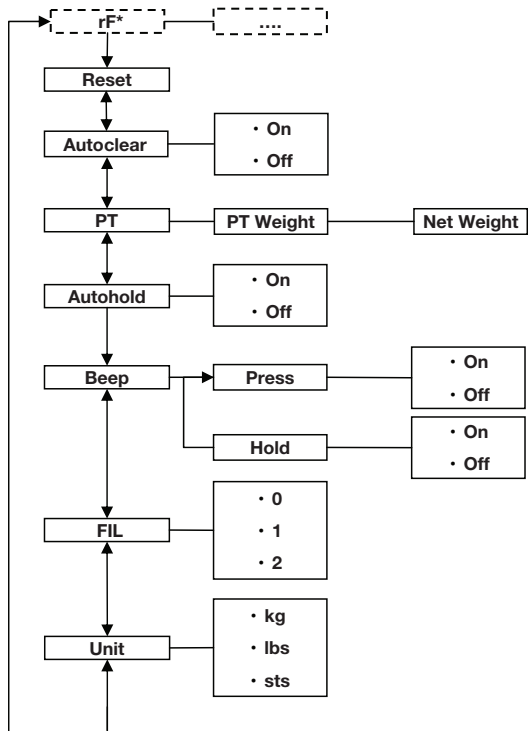 rF*
....
Reset
Autoclear
· On
· Off
PT
PT Weight
Net Weight
Autohold
· On
· Off
Beep
Press
· On
· Off
Hold
· On
· Off
FIL
· 0
· 1
· 2
Unit
· kg
· lbs
· sts